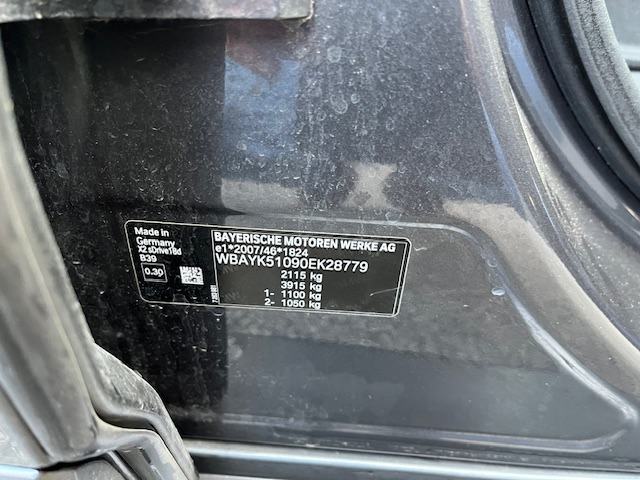 Made in
Germany
X2 sDrive18d
B39
0.30
BAYERISCHE MOTOREN WERKE AG
e1*2007/46*1824
WBAYK51090EK28779
2115 kg
3915 kg
1- 1100 kg
2- 1050 kg